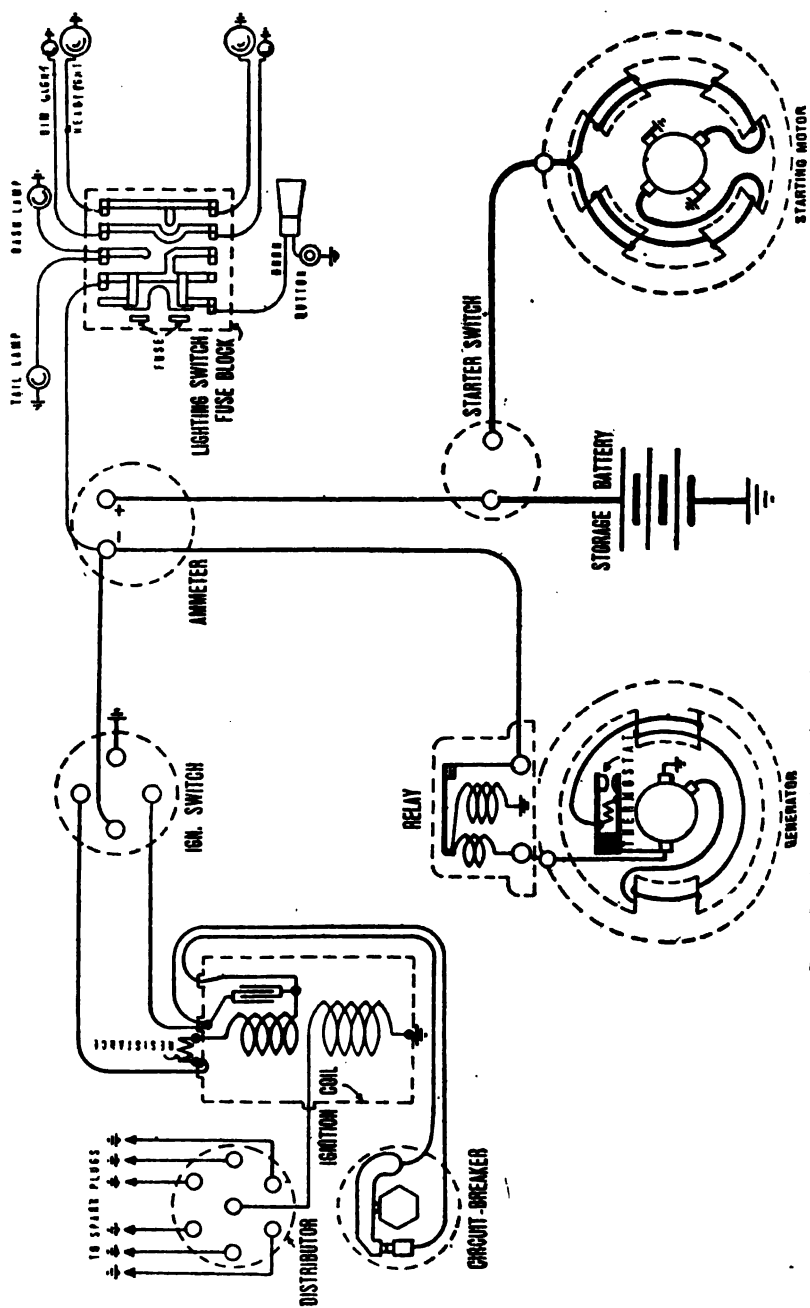 TO SPARK PLUGS
DISTRIBUTOR
RESISTANCE
IGNITION COIL
CIRCUIT-BREAKER
IGN. SWITCH
RELAY
THERMOSTAT
GENERATOR
AMMETER
+
-
TAIL LAMP
DASH LAMP
DIM LIGHT
HEADLIGHT
FUSE
LIGHTING SWITCH
FUSE BLOCK
HORN
BUTTON
STARTER SWITCH
STORAGE BATTERY
STARTING MOTOR